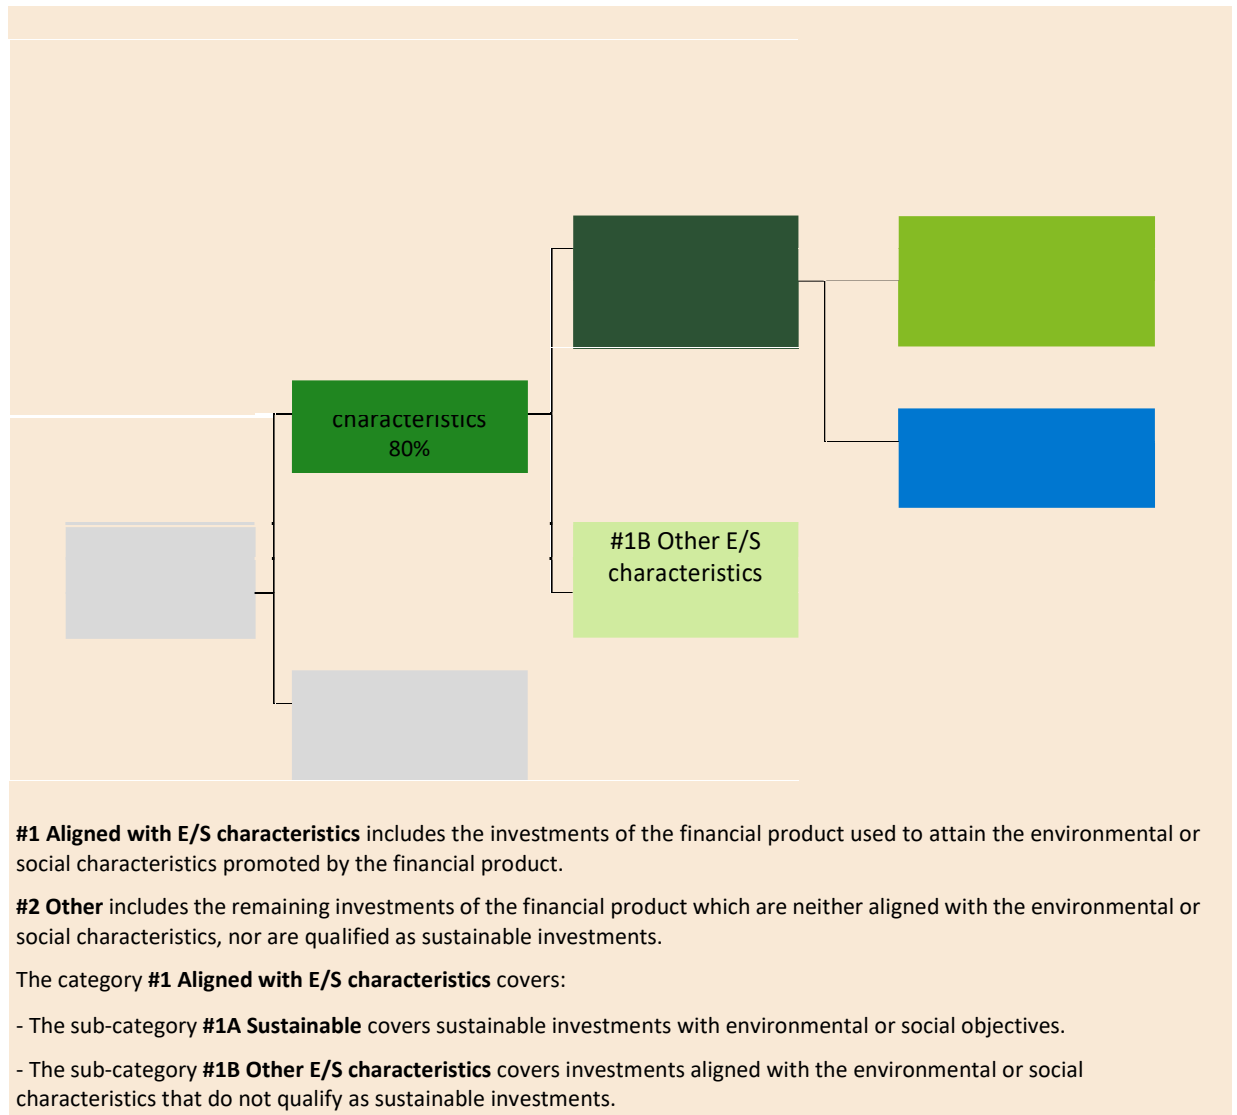 characteristics
80%
#1B Other E/S
characteristics
#1 Aligned with E/S characteristics includes the investments of the financial product used to attain the environmental or
social characteristics promoted by the financial product.
#2 Other includes the remaining investments of the financial product which are neither aligned with the environmental or
social characteristics, nor are qualified as sustainable investments.
The category #1 Aligned with E/S characteristics covers:
- The sub-category #1A Sustainable covers sustainable investments with environmental or social objectives.
- The sub-category #1B Other E/S characteristics covers investments aligned with the environmental or social
characteristics that do not qualify as sustainable investments.